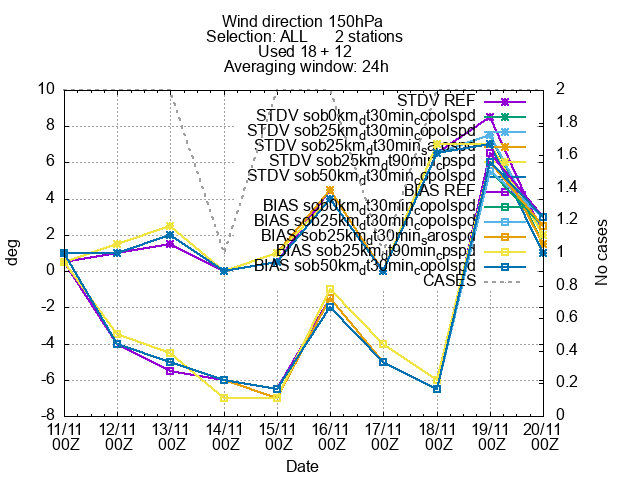 Wind direction 150hPa
Selection: ALL 2 stations
Used 18 + 12
Averaging window: 24h
10
8
6
4
2
0
-2
-4
-6
-8
deg
2
1.8
1.6
1.4
1.2
1
0.8
0.6
0.4
0.2
0
No cases
STDV REF
STDV sob0km_dt30min_copolspd
STDV sob25km_dt30min_copolspd
STDV sob25km_dt30min_sarospd
STDV sob25km_dt90min_cpspd
STDV sob50km_dt30min_copolspd
BIAS REF
BIAS sob0km_dt30min_copolspd
BIAS sob25km_dt30min_copolspd
BIAS sob25km_dt30min_sarospd
BIAS sob25km_dt90min_cpspd
BIAS sob50km_dt30min_copolspd
CASES
11/11 12/11 13/11 14/11 15/11 16/11 17/11 18/11 19/11 20/11
00Z 00Z 00Z 00Z 00Z 00Z 00Z 00Z 00Z 00Z
Date